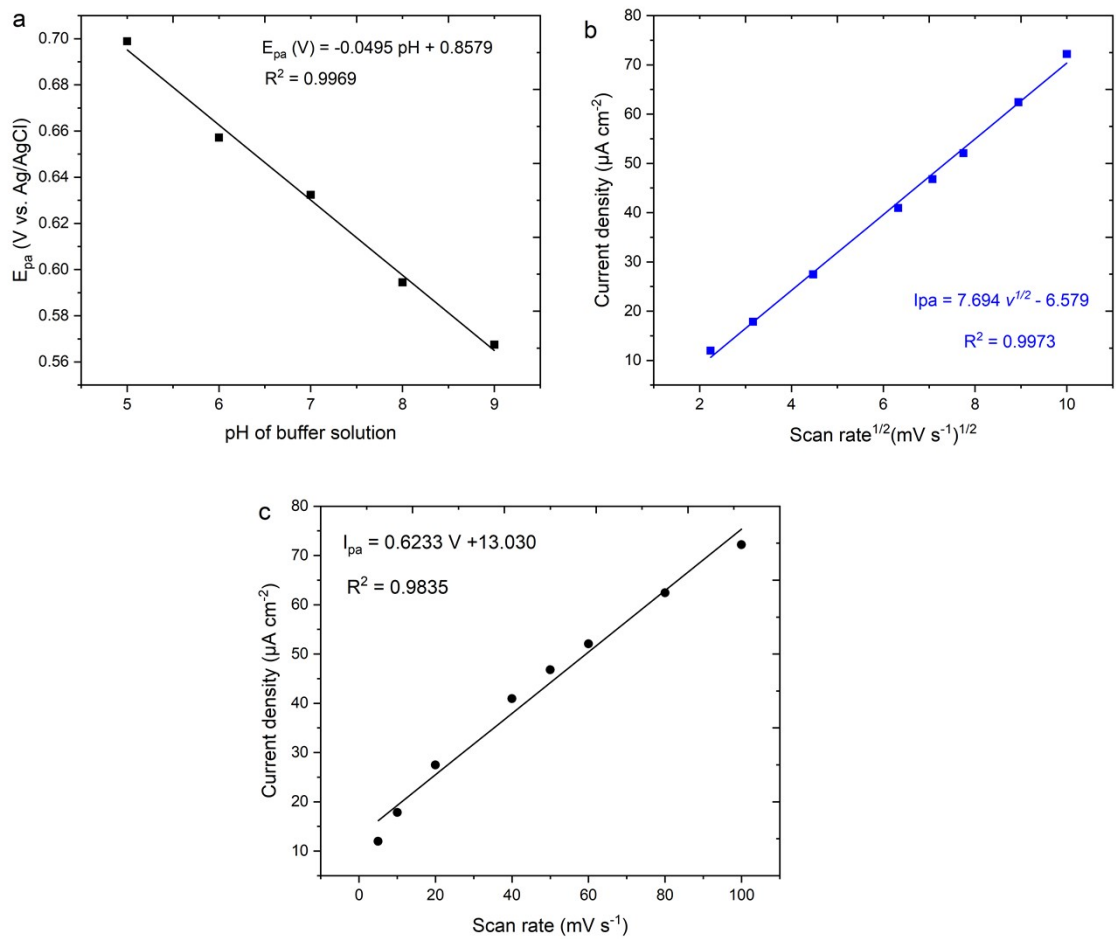 a
E_pa (V) = -0.0495 pH + 0.8579
R² = 0.9969
0.70
0.68
0.66
0.64
0.62
0.60
0.58
0.56
E_pa (V vs. Ag/AgCl)
5 6 7 8 9
pH of buffer solution
b
80
70
60
50
40
30
20
10
Current density (µA cm⁻²)
Ipa = 7.694 v^1/2 - 6.579
R² = 0.9973
2 4 6 8 10
Scan rate^1/2(mV s⁻¹)^1/2
c
I_pa = 0.6233 V +13.030
R² = 0.9835
80
70
60
50
40
30
20
10
Current density (µA cm⁻²)
0 20 40 60 80 100
Scan rate (mV s⁻¹)